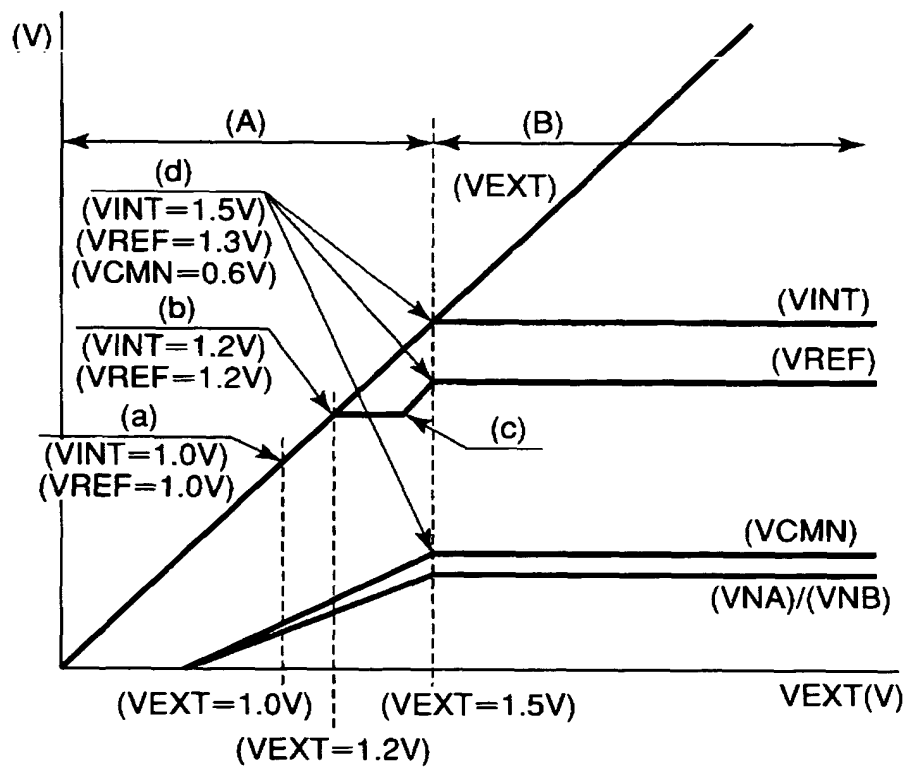 (V)
(A)
(B)
(d)
(VEXT)
(VINT=1.5V)
(VREF=1.3V)
(VCMN=0.6V)
(VINT)
(b)
(VINT=1.2V)
(VREF)
(VREF=1.2V)
(a)
(c)
(VINT=1.0V)
(VREF=1.0V)
(VCMN)
(VNA)/(VNB)
(VEXT=1.0V)
(VEXT=1.5V)
VEXT(V)
(VEXT=1.2V)